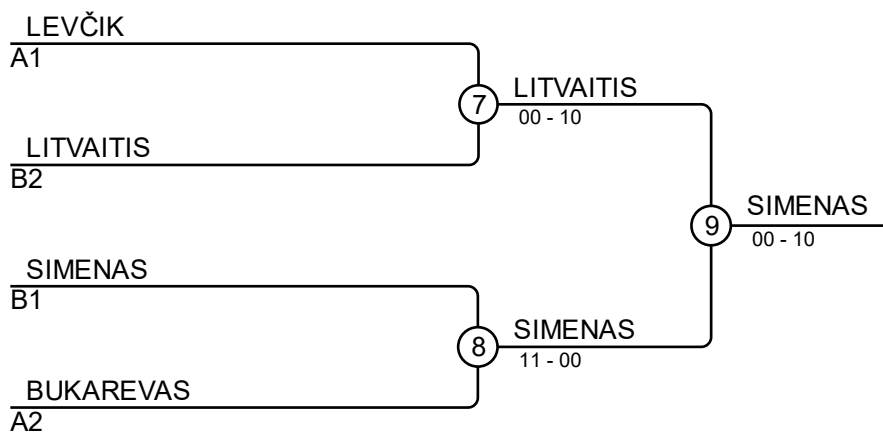 LEVČIK
A1
7
LITVAITIS
00 - 10
LITVAITIS
B2
9
SIMENAS
00 - 10
SIMENAS
B1
8
SIMENAS
11 - 00
BUKAREVAS
A2